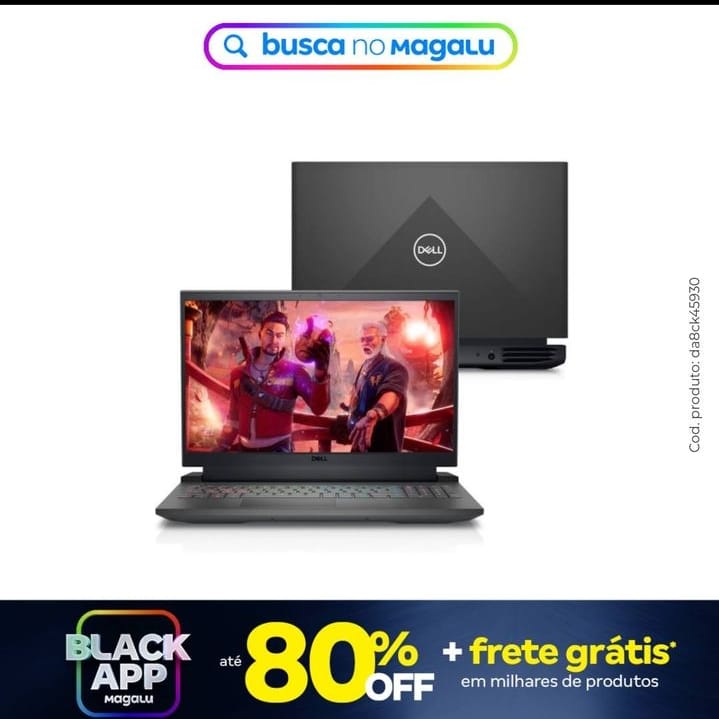 busca no Magalu
DELL
DELL
Cod. produto: da8ck45930
BLACK
APP
Magalu
até 80% OFF
+ frete grátis*
em milhares de produtos